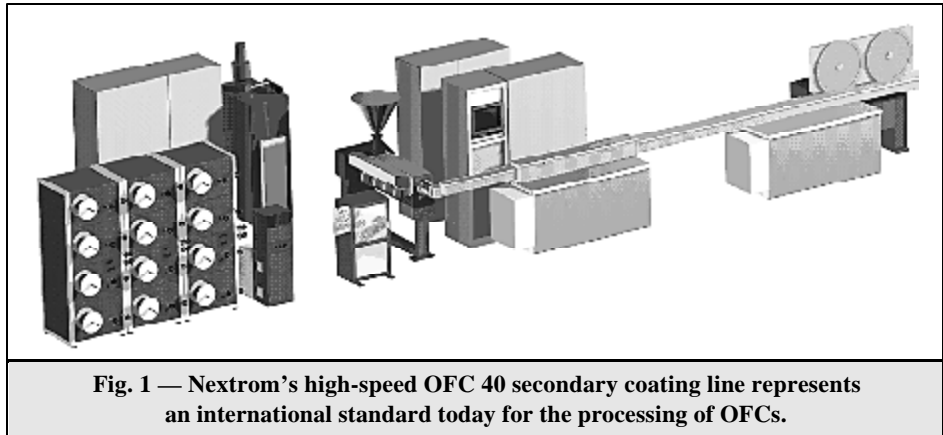 Fig. 1 — Nextrom's high-speed OFC 40 secondary coating line represents
an international standard today for the processing of OFCs.